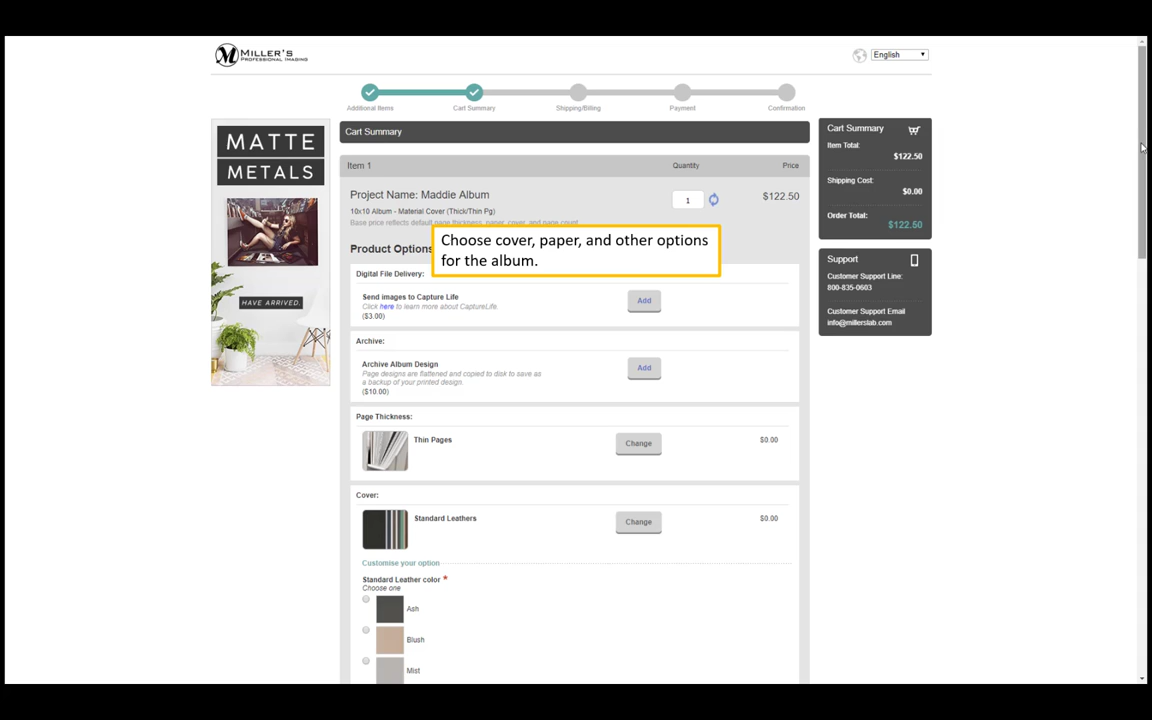 MILLER'S
PROFESSIONAL IMAGING
English
Additional Items
Cart Summary
Shipping/Billing
Payment
Confirmation
MATTE
METALS
HAVE ARRIVED.
Cart Summary
Item 1
Quantity
Price
Project Name: Maddie Album
1
$122.50
10x10 Album - Material Cover (Thick/Thin Pg)
Base price reflects default page thickness, paper, cover, and page count.
Choose cover, paper, and other options
for the album.
Product Options
Digital File Delivery:
Send images to Capture Life
Click here to learn more about CaptureLife.
($3.00)
Add
Archive:
Archive Album Design
Page designs are flattened and copied to disk to save as
a backup of your printed design.
($10.00)
Add
Page Thickness:
Thin Pages
Change
$0.00
Cover:
Standard Leathers
Change
$0.00
Customise your option
Standard Leather color *
Choose one
Ash
Blush
Mist
Cart Summary
Item Total:
$122.50
Shipping Cost:
$0.00
Order Total:
$122.50
Support
Customer Support Line:
800-835-0603
Customer Support Email
info@millerslab.com